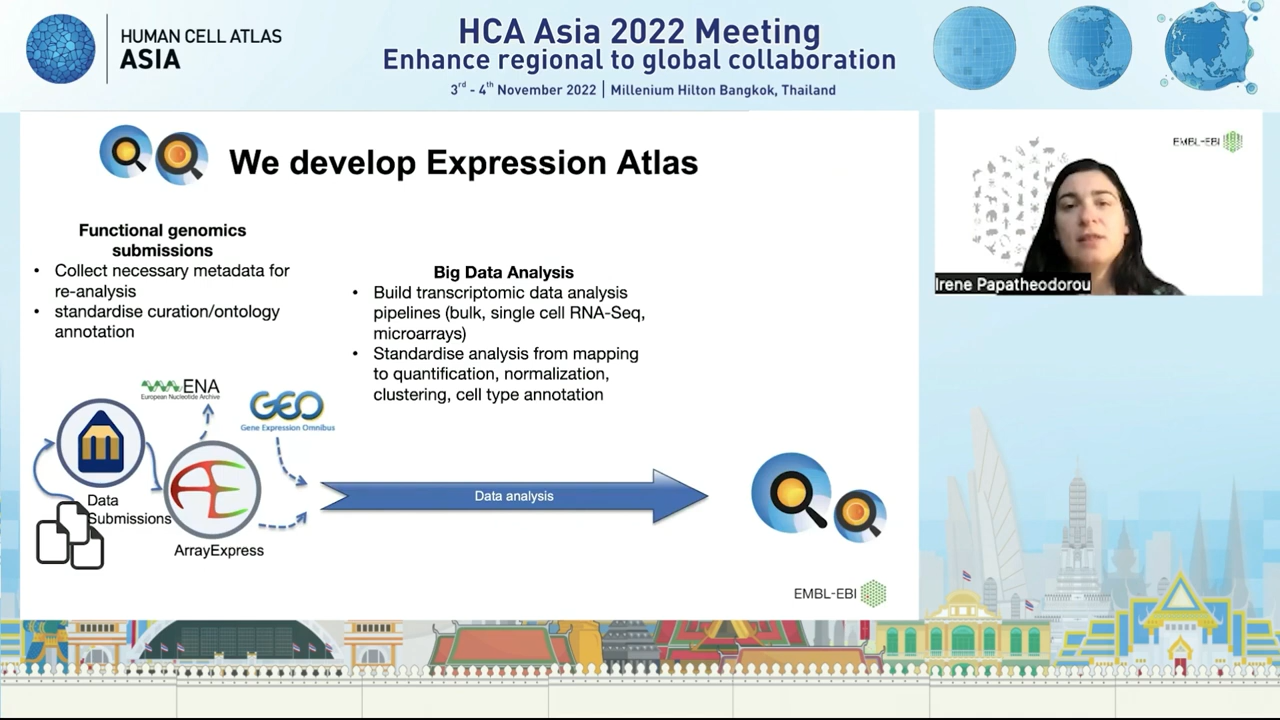 HUMAN CELL ATLAS
ASIA
HCA Asia 2022 Meeting
Enhance regional to global collaboration
3rd - 4th November 2022 | Millenium Hilton Bangkok, Thailand
We develop Expression Atlas
Functional genomics
submissions
• Collect necessary metadata for
re-analysis
• standardise curation/ontology
annotation
Big Data Analysis
• Build transcriptomic data analysis
pipelines (bulk, single cell RNA-Seq,
microarrays)
• Standardise analysis from mapping
to quantification, normalization,
clustering, cell type annotation
ENA
European Nucleotide Archive
GEO
Gene Expression Omnibus
Data
Submissions
ArrayExpress
Data analysis
EMBL-EBI
EMBL-EBI
Irene Papatheodorou